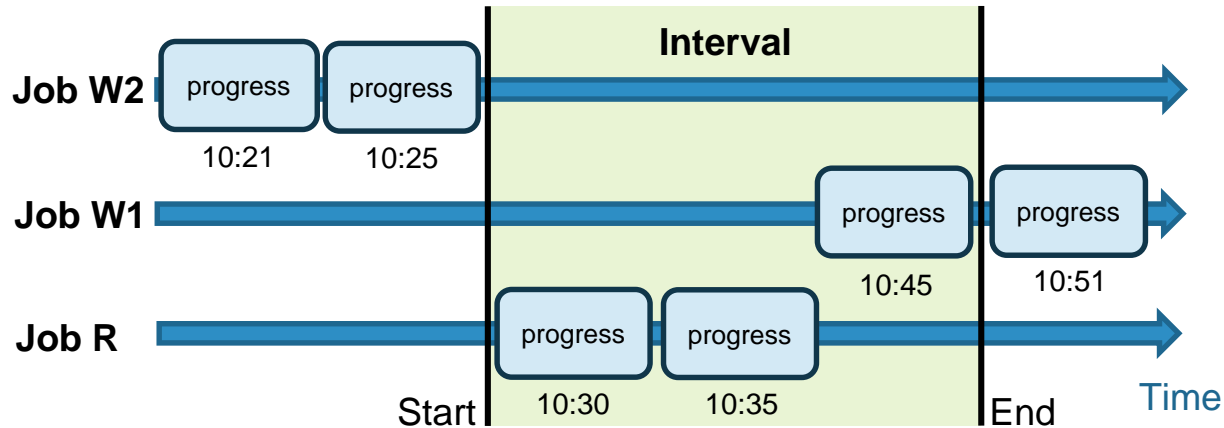 Interval
Job W2
progress
progress
10:21
10:25
Job W1
progress
progress
10:45
10:51
Job R
progress
progress
10:30
10:35
Start
End
Time